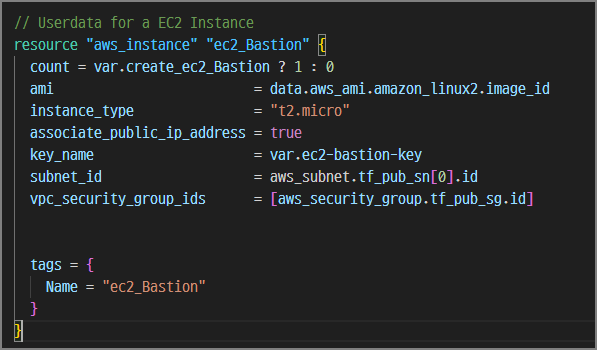 // Userdata for a EC2 Instance
resource "aws_instance" "ec2_Bastion" {
  count = var.create_ec2_Bastion ? 1 : 0
  ami                         = data.aws_ami.amazon_linux2.image_id
  instance_type               = "t2.micro"
  associate_public_ip_address = true
  key_name                    = var.ec2-bastion-key
  subnet_id                   = aws_subnet.tf_pub_sn[0].id
  vpc_security_group_ids      = [aws_security_group.tf_pub_sg.id]
  tags = {
    Name = "ec2_Bastion"
  }
}